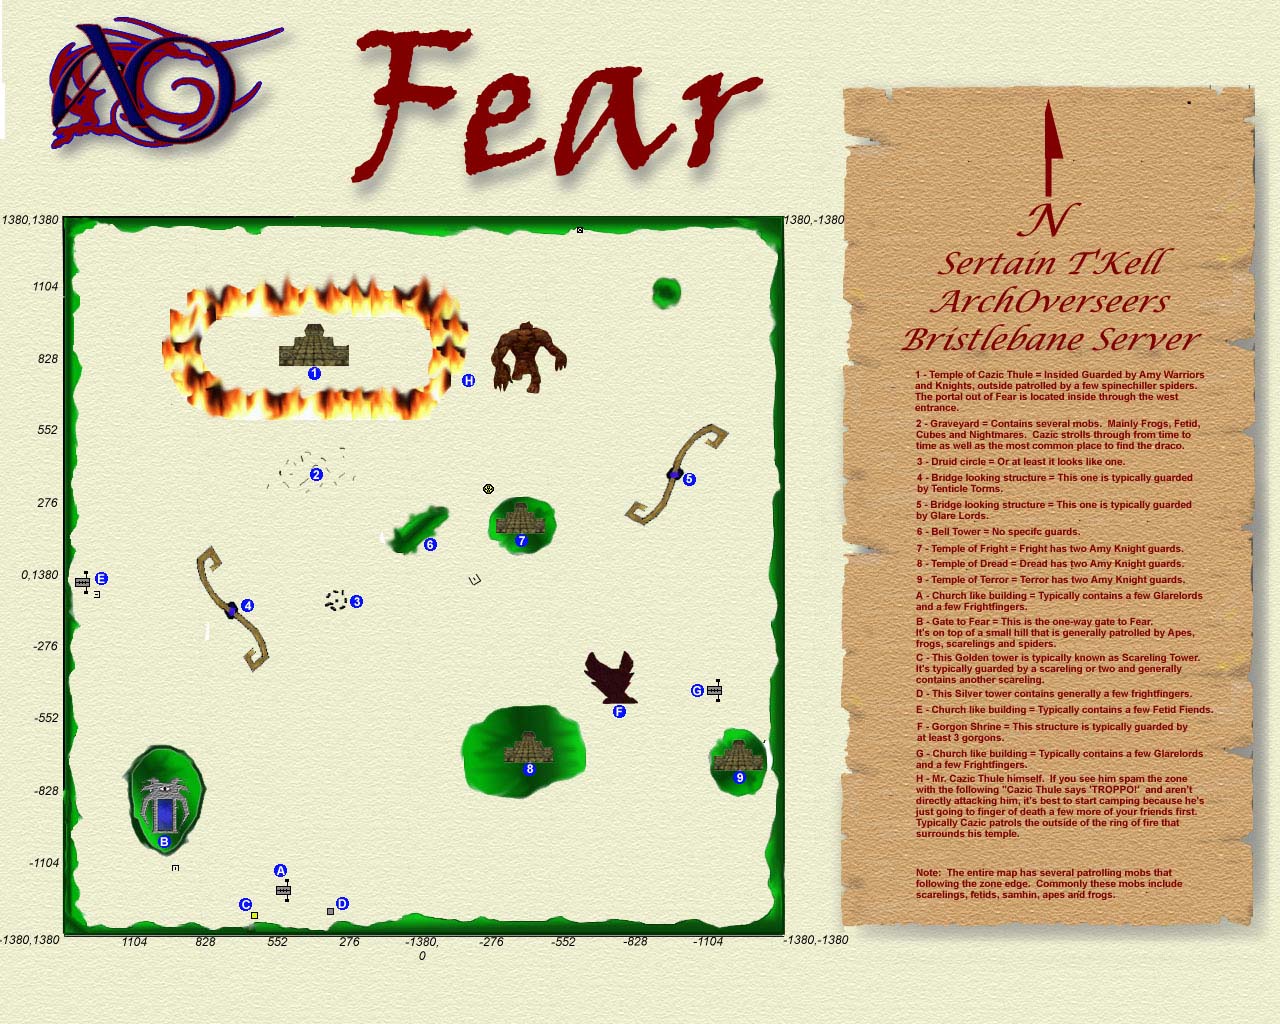 AO
Fear
N
Sertain T'Kell
ArchOverseers
Bristlebane Server
1380,1380
1380,-1380
1104
828
552
276
0,1380
-276
-552
-828
-1104
-1380,1380
1104
828
552
276
-1380,
0
-276
-552
-828
-1104
-1380,-1380
1
H
2
5
6
7
E
4
3
G
F
8
9
B
A
C
D
1 - Temple of Cazic Thule = Insided Guarded by Amy Warriors
and Knights, outside patrolled by a few spinechiller spiders.
The portal out of Fear is located inside through the west
entrance.
2 - Graveyard = Contains several mobs. Mainly Frogs, Fetid,
Cubes and Nightmares. Cazic strolls through from time to
time as well as the most common place to find the draco.
3 - Druid circle = Or at least it looks like one.
4 - Bridge looking structure = This one is typically guarded
by Tenticle Torms.
5 - Bridge looking structure = This one is typically guarded
by Glare Lords.
6 - Bell Tower = No specifc guards.
7 - Temple of Fright = Fright has two Amy Knight guards.
8 - Temple of Dread = Dread has two Amy Knight guards.
9 - Temple of Terror = Terror has two Amy Knight guards.
A - Church like building = Typically contains a few Glarelords
and a few Frightfingers.
B - Gate to Fear = This is the one-way gate to Fear.
It's on top of a small hill that is generally patrolled by Apes,
frogs, scarelings and spiders.
C - This Golden tower is typically known as Scareling Tower.
It's typically guarded by a scareling or two and generally
contains another scareling.
D - This Silver tower contains generally a few frightfingers.
E - Church like building = Typically contains a few Fetid Fiends.
F - Gorgon Shrine = This structure is typically guarded by
at least 3 gorgons.
G - Church like building = Typically contains a few Glarelords
and a few Frightfingers.
H - Mr. Cazic Thule himself. If you see him spam the zone
with the following "Cazic Thule says 'TROPPO!' and aren't
directly attacking him, it's best to start camping because he's
just going to finger of death a few more of your friends first.
Typically Cazic patrols the outside of the ring of fire that
surrounds his temple.
Note: The entire map has several patrolling mobs that
following the zone edge. Commonly these mobs include
scarelings, fetids, samhin, apes and frogs.